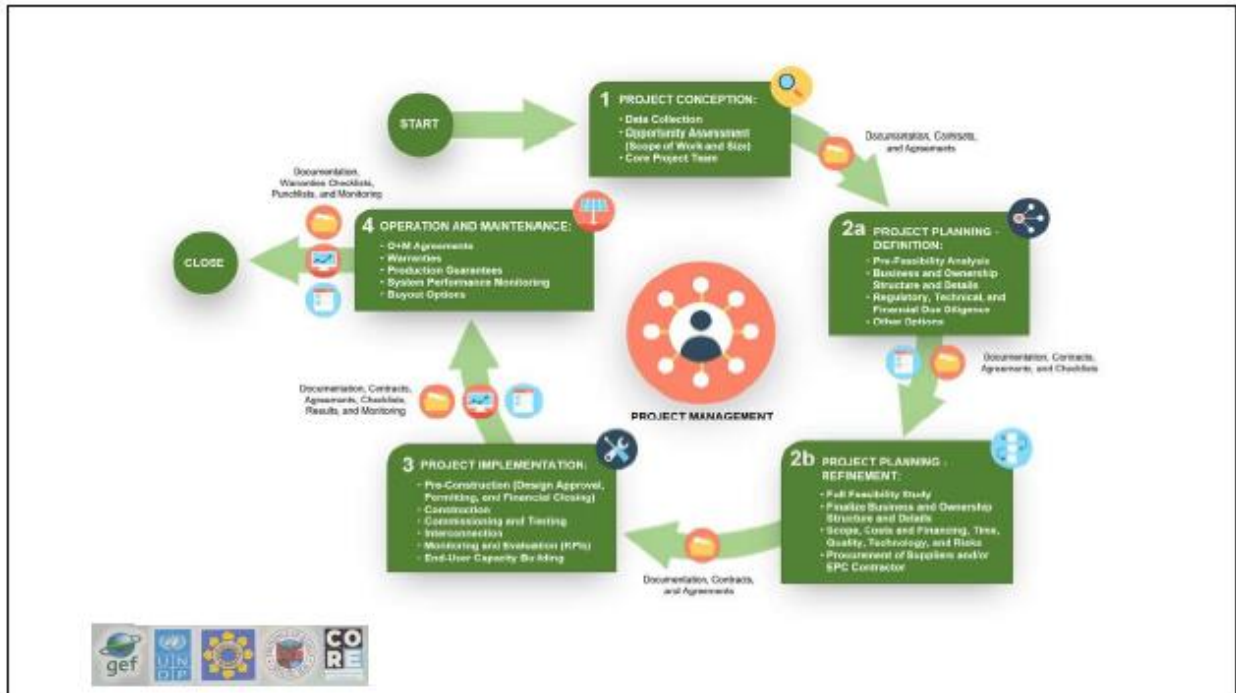 START
1 PROJECT CONCEPTION:
• Data Collection
• Opportunity Assessment
(Scope of Work and Size)
• Core Project Team
Documentation, Contracts,
and Agreements
2a PROJECT PLANNING -
DEFINITION:
• Pre-Feasibility Analysis
• Business and Ownership
Structure and Details
• Regulatory, Technical, and
Financial Due Diligence
• Other Options
Documentation, Contracts,
Agreements, and Checklists
2b PROJECT PLANNING -
REFINEMENT:
• Full Feasibility Study
• Finalize Business and Ownership
Structure and Details
• Scope, Costs and Financing, Time,
Quality, Technology, and Risks
• Procurement of Suppliers and/or
EPC Contractor
Documentation, Contracts,
and Agreements
3 PROJECT IMPLEMENTATION:
• Pre-Construction (Design Approval,
Permitting, and Financial Closing)
• Construction
• Commissioning and Testing
• Interconnection
• Monitoring and Evaluation (KPIs)
• End-User Capacity Building
Documentation, Contracts,
Agreements, Checklists,
Results, and Monitoring
4 OPERATION AND MAINTENANCE:
• O+M Agreements
• Warranties
• Production Guarantees
• System Performance Monitoring
• Buyout Options
Documentation,
Warranties Checklists,
Punchlists, and Monitoring
CLOSE
PROJECT MANAGEMENT
gef
UN
DP
CO
RE